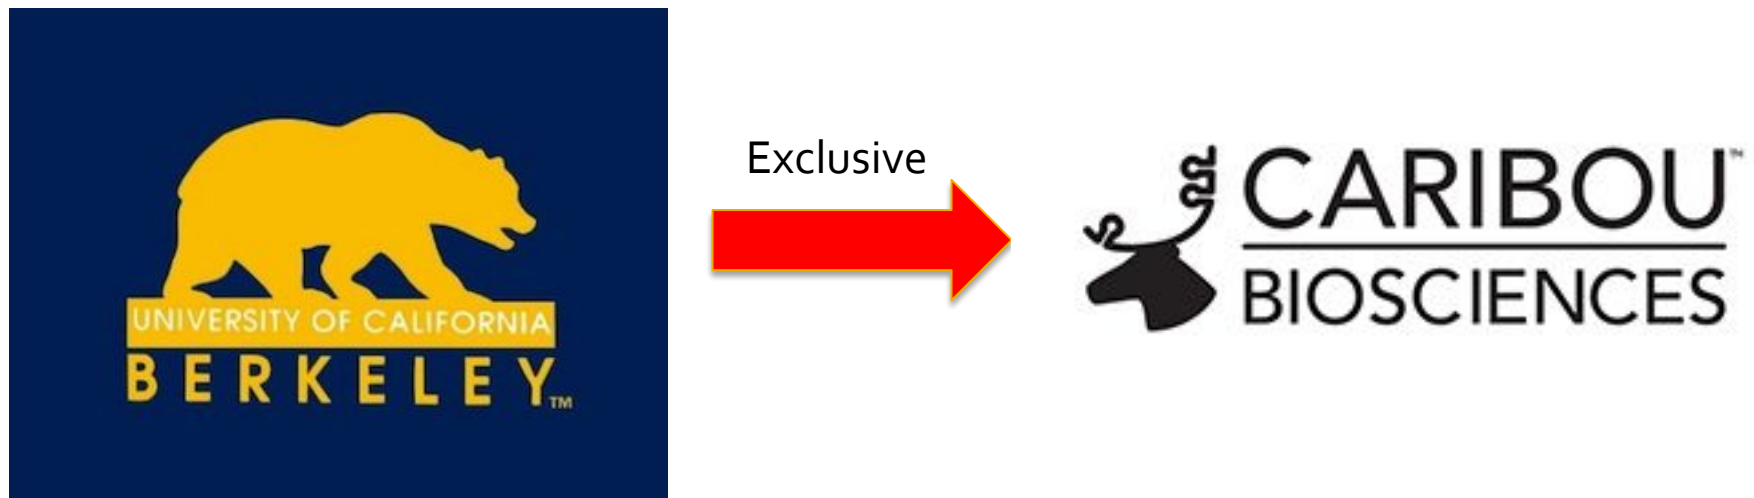 UNIVERSITY OF CALIFORNIA
BERKELEY™
Exclusive
CARIBOU™
BIOSCIENCES